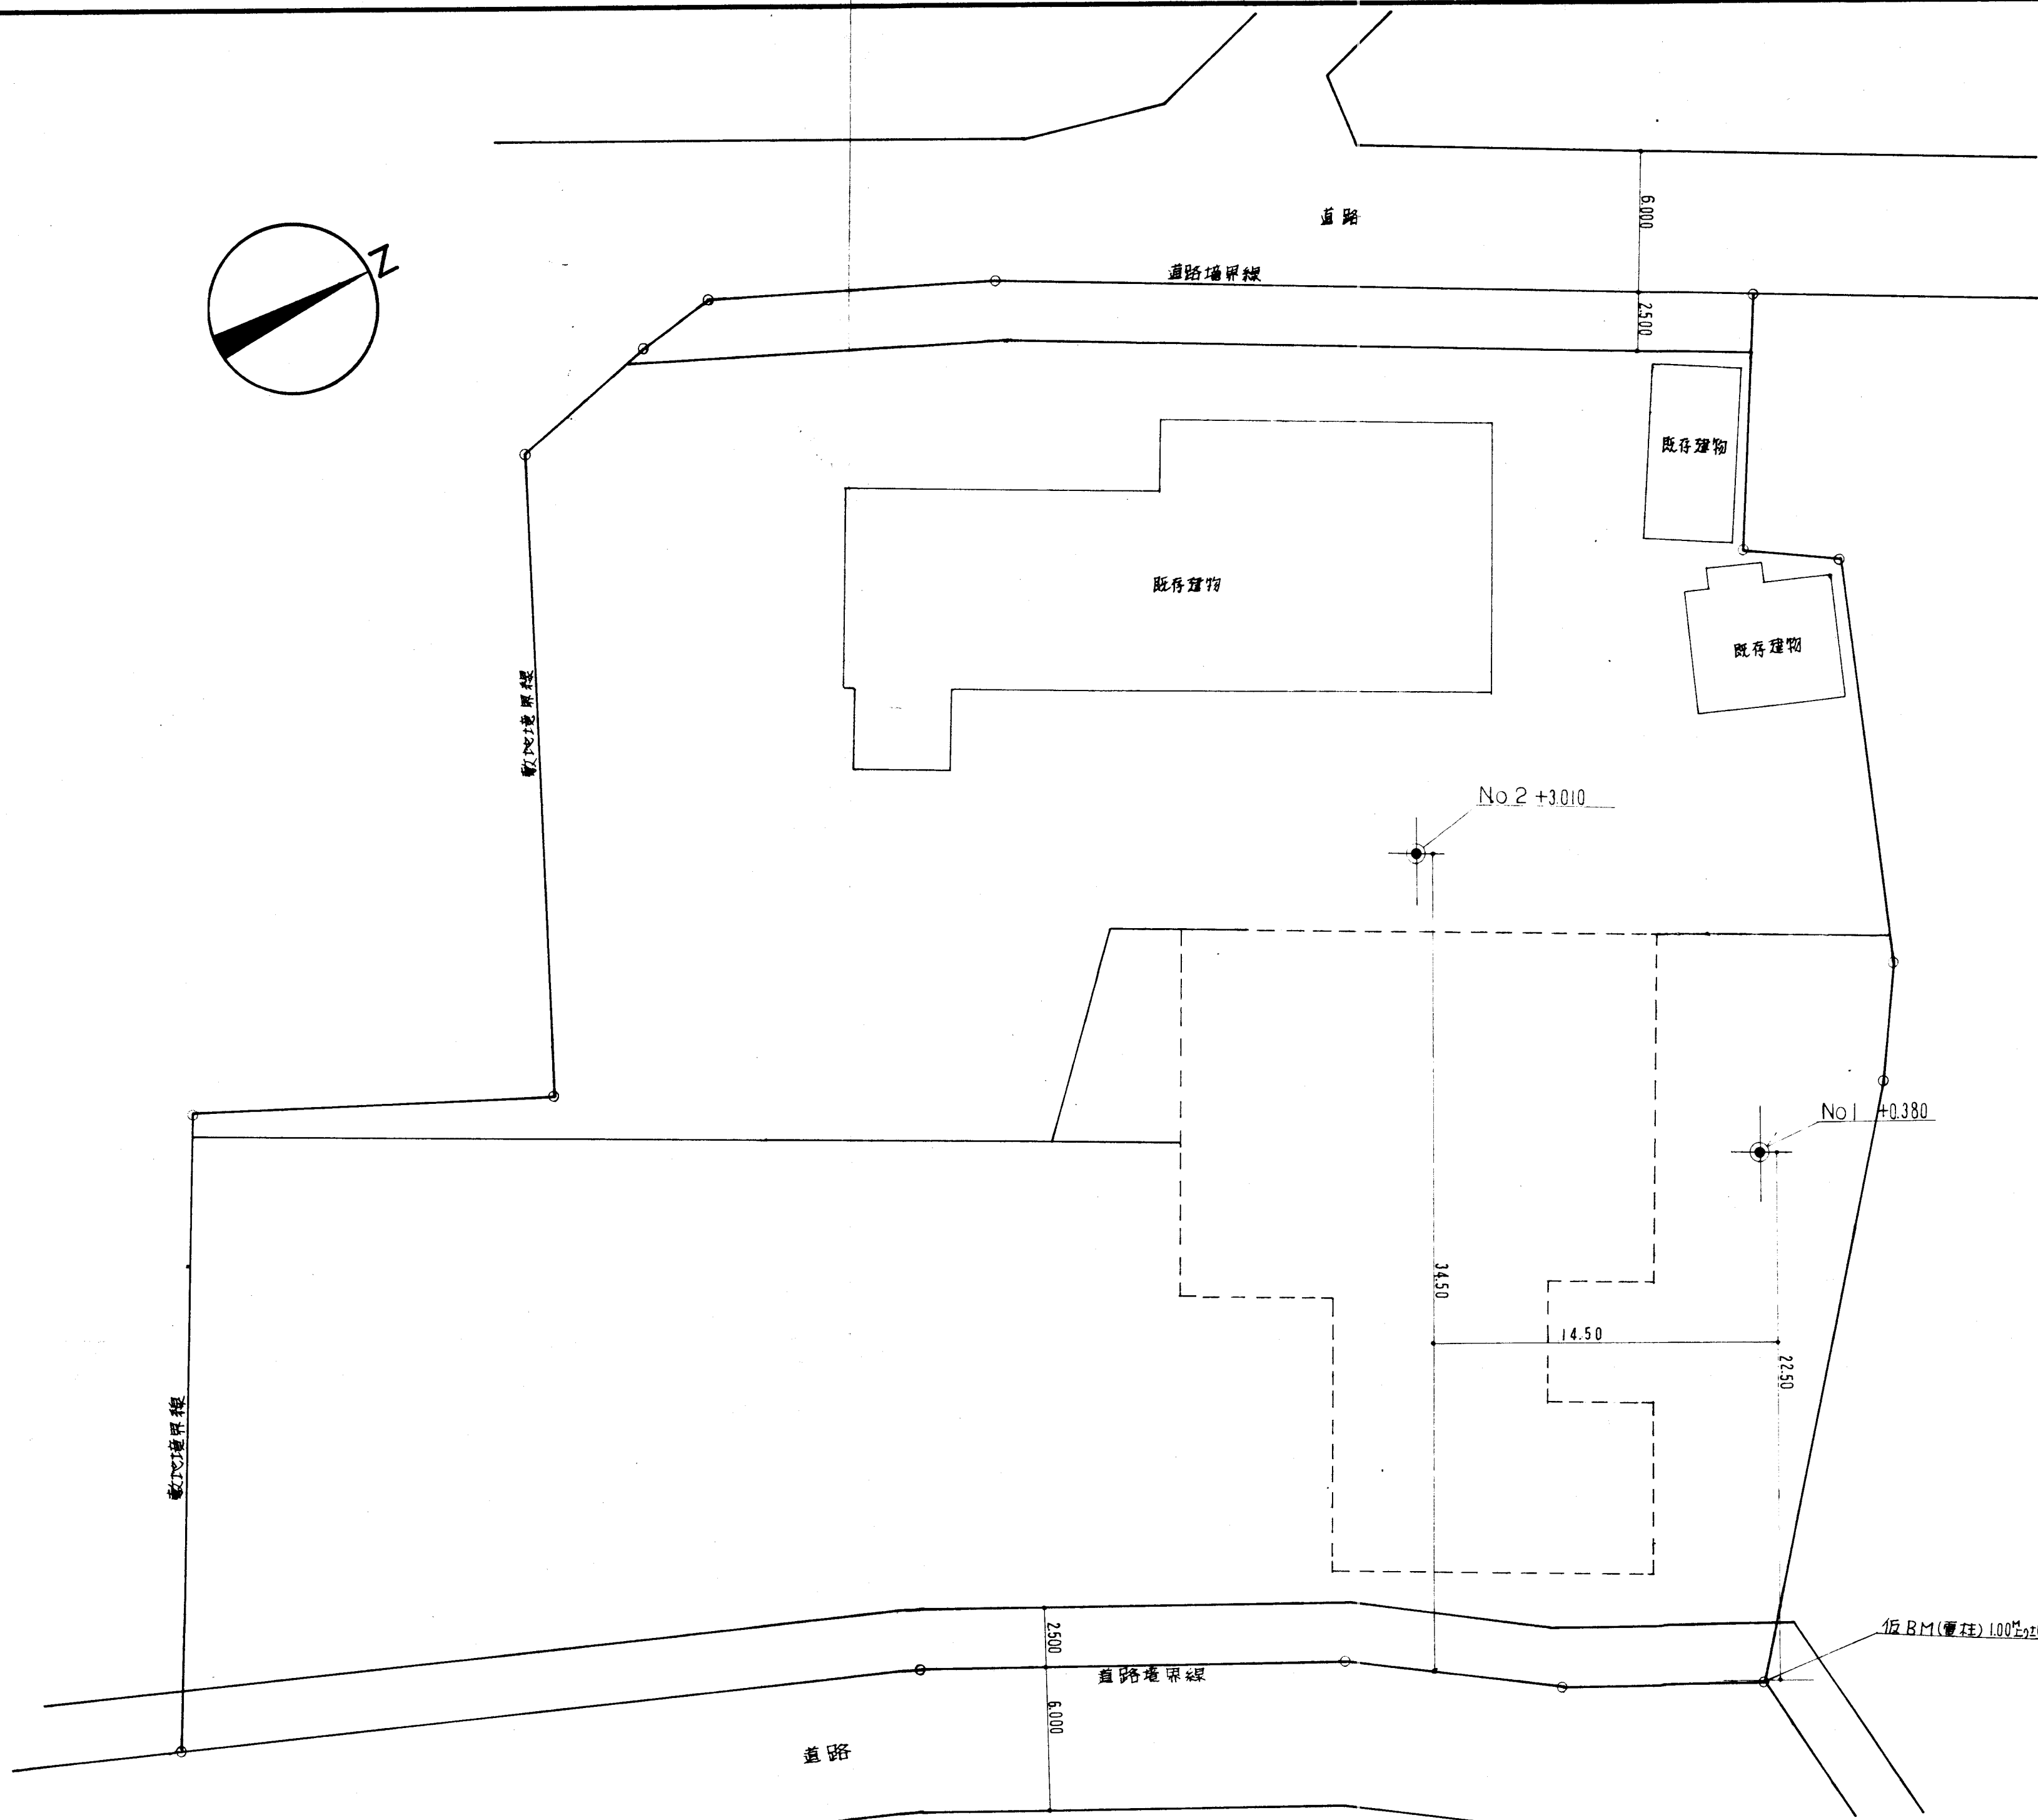 N
道路
6.000
道路境界線
2.500
既存建物
既存建物
既存建物
敷地境界線
No 2 +3.010
No 1 +0.380
34.50
14.50
22.50
敷地境界線
仮BM(電柱) 1.00M
2.500
道路境界線
6.000
道路